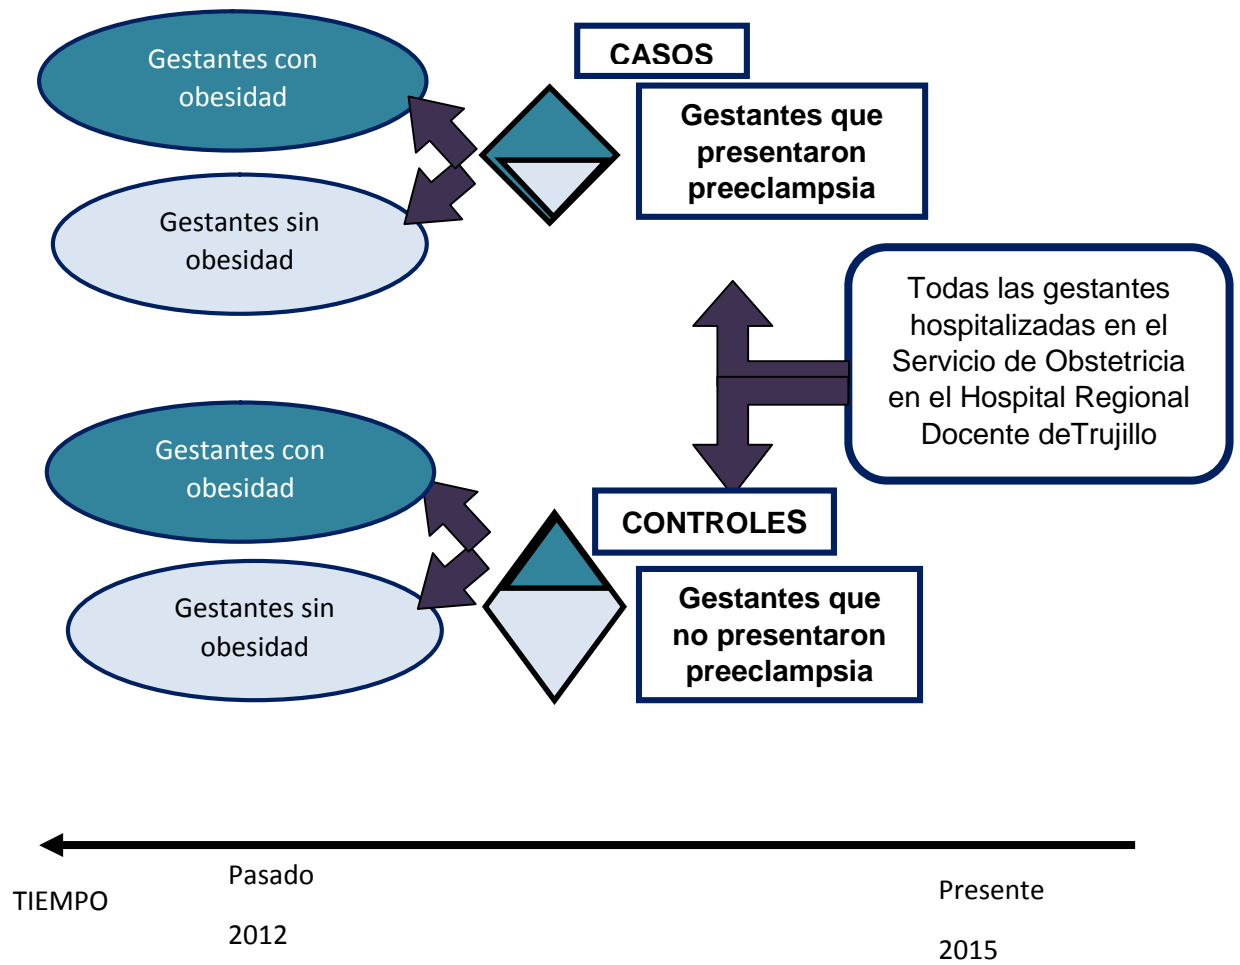 Gestantes con
obesidad
CASOS
Gestantes que
presentaron
preeclampsia
Gestantes sin
obesidad
Todas las gestantes
hospitalizadas en el
Servicio de Obstetricia
en el Hospital Regional
Docente deTrujillo
Gestantes con
obesidad
CONTROLES
Gestantes sin
obesidad
Gestantes que
no presentaron
preeclampsia
TIEMPO
Pasado
2012
Presente
2015